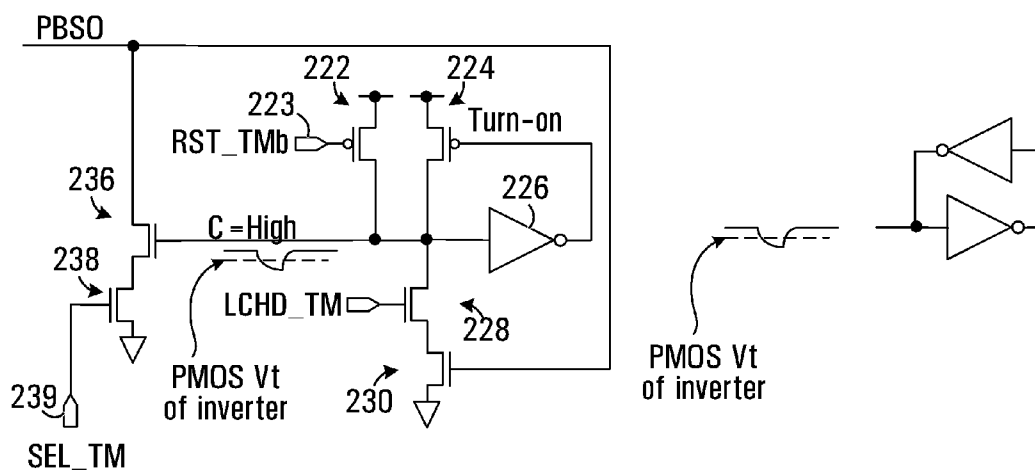 PBSO
222
224
223
RST_TMb
Turn-on
236
C=High
226
238
LCHD_TM
228
PMOS Vt
of inverter
230
239
SEL_TM
PMOS Vt
of inverter